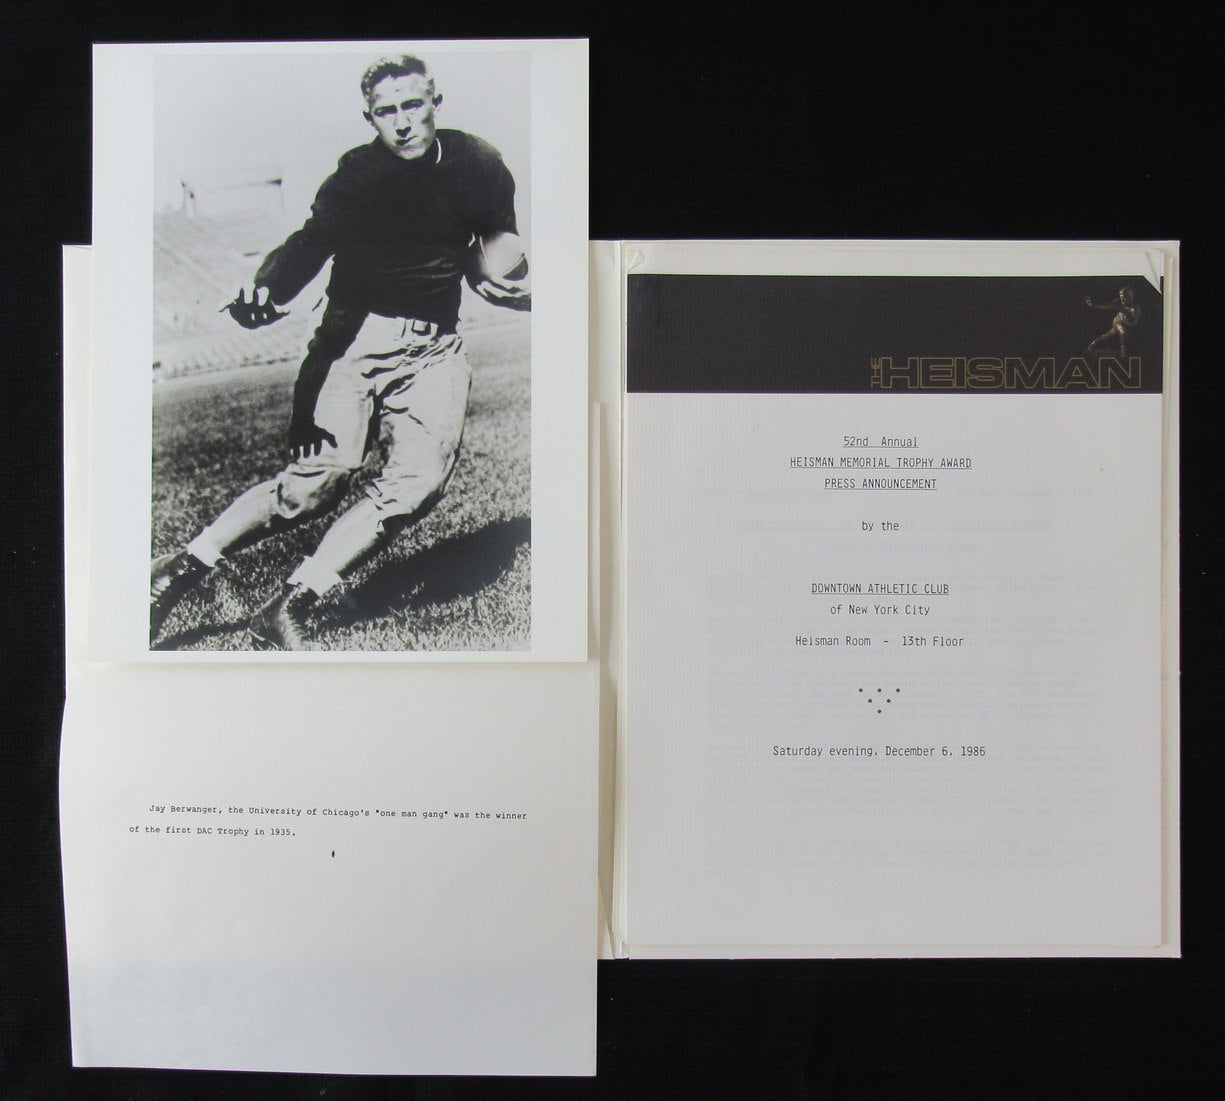 Jay Berwanger, the University of Chicago's "one man gang" was the winner
of the first DAC Trophy in 1935.
THE HEISMAN
52nd Annual
HEISMAN MEMORIAL TROPHY AWARD
PRESS ANNOUNCEMENT
by the
DOWNTOWN ATHLETIC CLUB
of New York City
Heisman Room - 13th Floor
Saturday evening, December 6, 1986